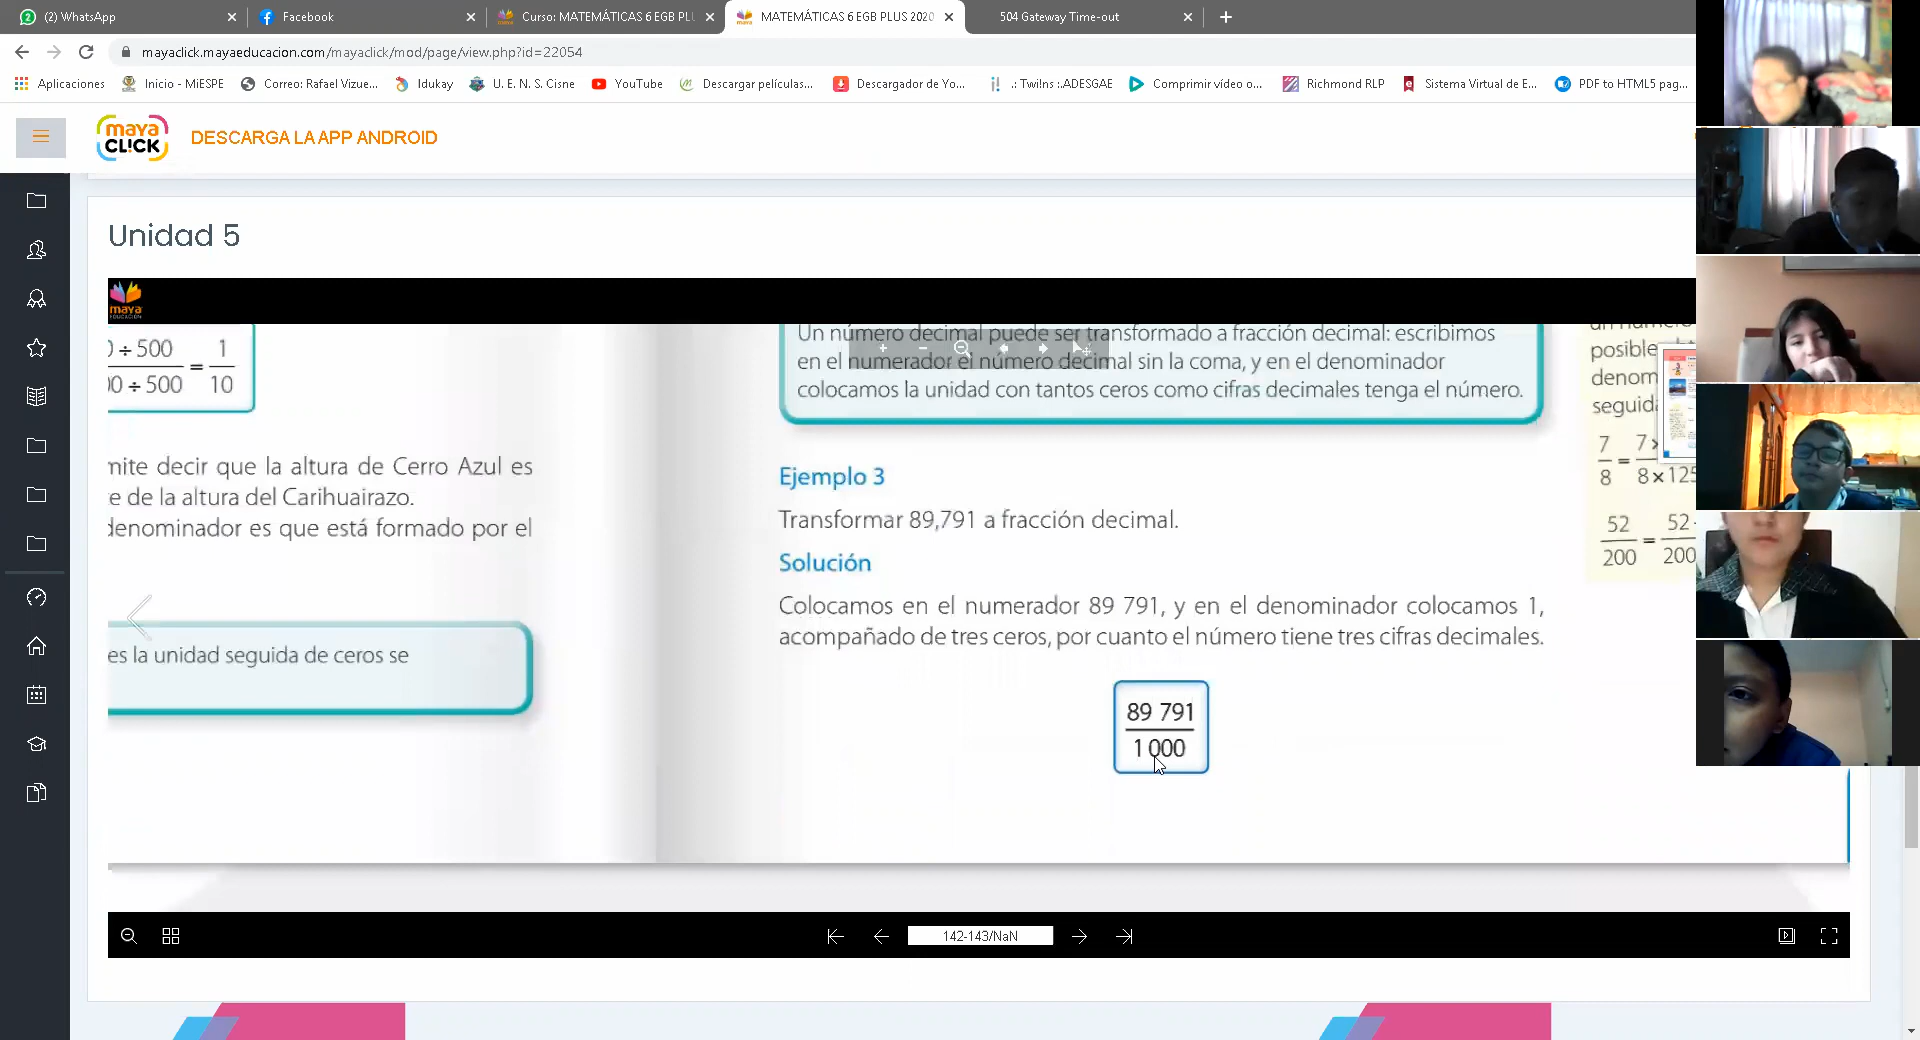 (2) WhatsApp
Facebook
Curso: MATEMÁTICAS 6 EGB PLU
MATEMÁTICAS 6 EGB PLUS 2020
504 Gateway Time-out
mayaclick.mayaeducacion.com/mayaclick/mod/page/view.php?id=22054
Aplicaciones
Inicio - MiESPE
Correo: Rafael Vizue...
Idukay
U. E. N. S. Cisne
YouTube
Descargar películas...
Descargador de Yo...
.: Twi!ns :.ADESGAE
Comprimir vídeo o...
Richmond RLP
Sistema Virtual de E...
PDF to HTML5 pag...
maya
CLICK
DESCARGA LA APP ANDROID
Unidad 5
maya
÷ 500
÷ 500
= 1/10
mite decir que la altura de Cerro Azul es
e de la altura del Carihuairazo.
denominador es que está formado por el
es la unidad seguida de ceros se
Un número decimal puede ser transformado a fracción decimal: escribimos
en el numerador el número decimal sin la coma, y en el denominador
colocamos la unidad con tantos ceros como cifras decimales tenga el número.
Ejemplo 3
Transformar 89,791 a fracción decimal.
Solución
Colocamos en el numerador 89 791, y en el denominador colocamos 1,
acompañado de tres ceros, por cuanto el número tiene tres cifras decimales.
89 791
1 000
posible
denom
seguida
7/8 = 7×/8×125
52/200 = 52/200
142-143/NaN